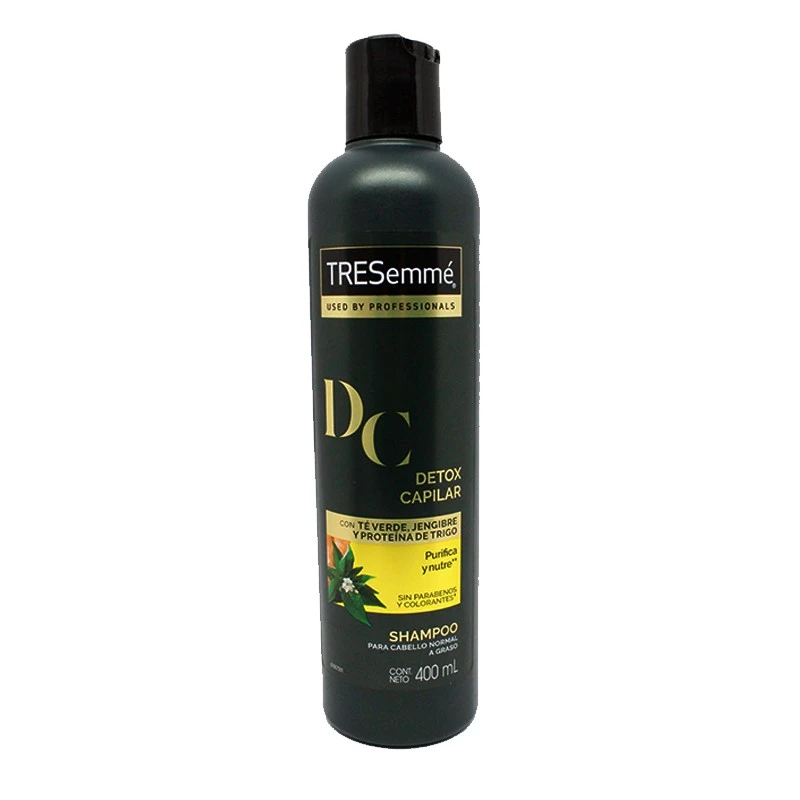 TRESemmé®
USED BY PROFESSIONALS
DC
DETOX
CAPILAR
CON TÉ VERDE, JENGIBRE
Y PROTEÍNA DE TRIGO
Purifica
y nutre**
SIN PARABENOS
Y COLORANTES*
SHAMPOO
PARA CABELLO NORMAL
A GRASO
CONT.
NETO 400 mL